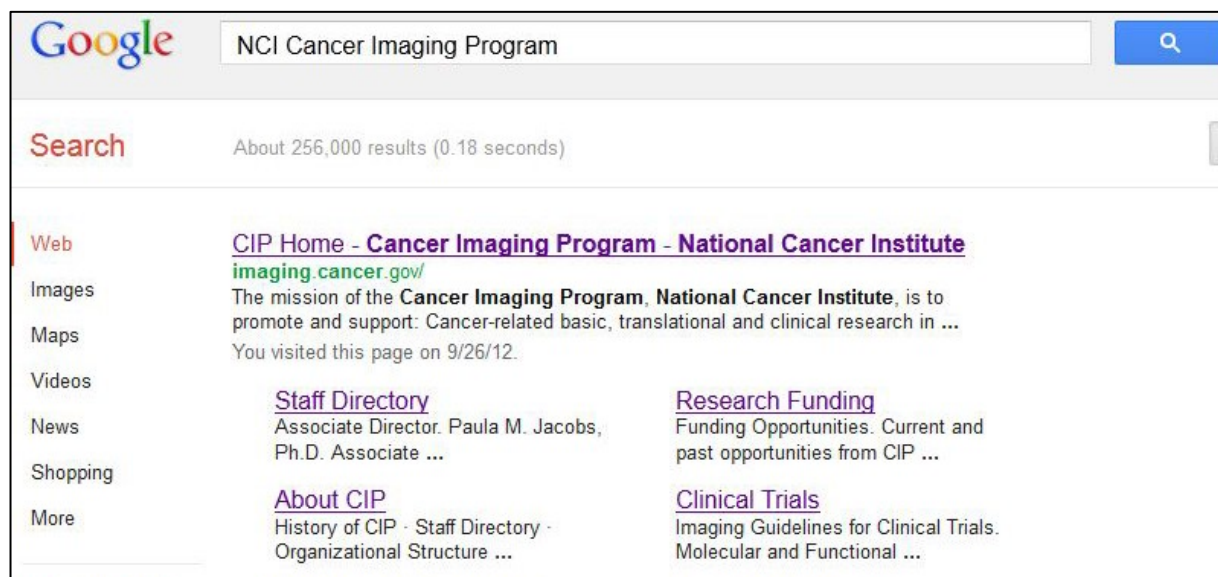 Google
NCI Cancer Imaging Program
Search
About 256,000 results (0.18 seconds)
Web
Images
Maps
Videos
News
Shopping
More
CIP Home - Cancer Imaging Program - National Cancer Institute
imaging.cancer.gov/
The mission of the Cancer Imaging Program, National Cancer Institute, is to
promote and support: Cancer-related basic, translational and clinical research in ...
You visited this page on 9/26/12.
Staff Directory
Associate Director. Paula M. Jacobs,
Ph.D. Associate ...
Research Funding
Funding Opportunities. Current and
past opportunities from CIP ...
About CIP
History of CIP · Staff Directory ·
Organizational Structure ...
Clinical Trials
Imaging Guidelines for Clinical Trials.
Molecular and Functional ...